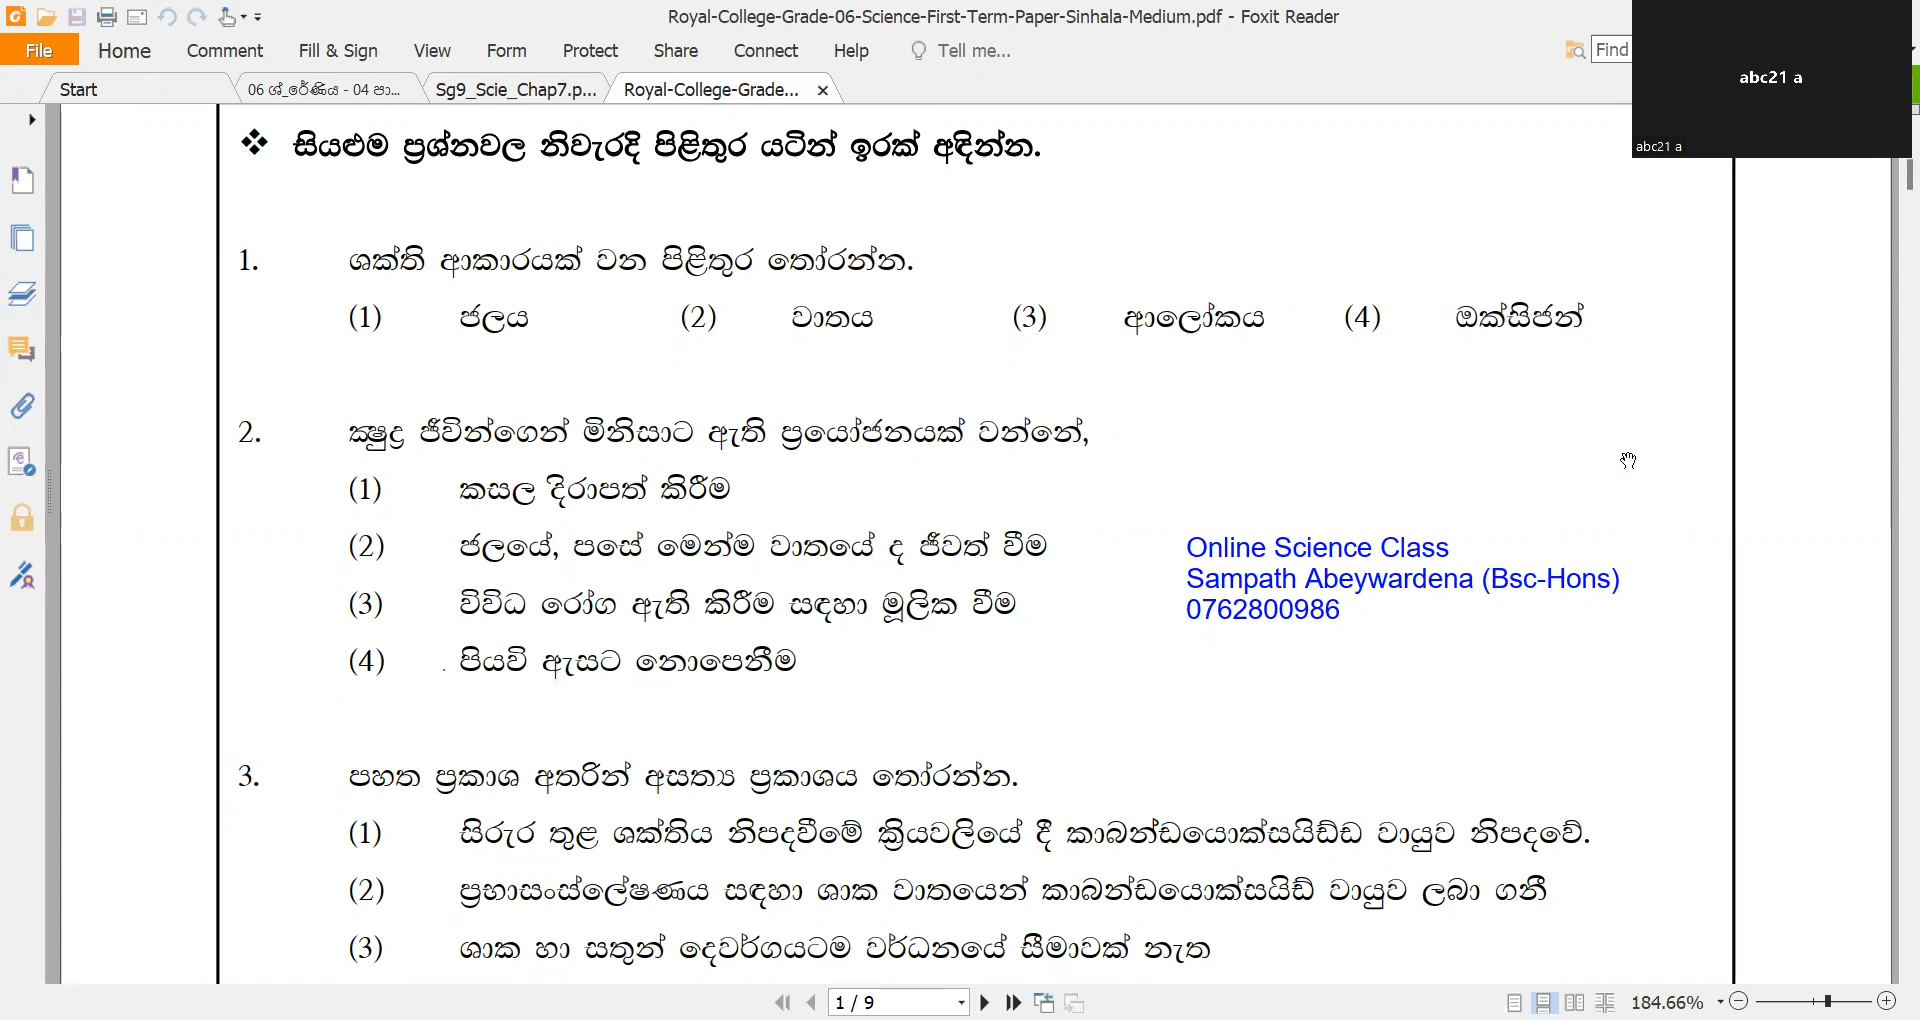 Royal-College-Grade-06-Science-First-Term-Paper-Sinhala-Medium.pdf - Foxit Reader
File Home Comment Fill & Sign View Form Protect Share Connect Help Tell me... Find
abc21 a
abc21 a
Start 06 ශ්‍රේණිය - 04 පා... Sg9_Scie_Chap7.p... Royal-College-Grade...
❖ සියළුම ප්‍රශ්නවල නිවැරදි පිළිතුර යටින් ඉරක් අඳින්න.
1. ශක්ති ආකාරයක් වන පිළිතුර තෝරන්න.
(1) ජලය (2) වාතය (3) ආලෝකය (4) ඔක්සිජන්
2. ක්‍ෂුද්‍ර ජීවින්ගෙන් මිනිසාට ඇති ප්‍රයෝජනයක් වන්නේ,
(1) කසල දිරාපත් කිරීම
(2) ජලයේ, පසේ මෙන්ම වාතයේ ද ජීවත් වීම
(3) විවිධ රෝග ඇති කිරීම සඳහා මූලික වීම
(4) . පියවි ඇසට නොපෙනීම
Online Science Class
Sampath Abeywardena (Bsc-Hons)
0762800986
3. පහත ප්‍රකාශ අතරින් අසත්‍ය ප්‍රකාශය තෝරන්න.
(1) සිරුර තුළ ශක්තිය නිපදවීමේ ක්‍රියවලියේ දී කාබන්ඩයොක්සයිඩ්ඩ වායුව නිපදවේ.
(2) ප්‍රභාසංස්ලේෂණය සඳහා ශාක වාතයෙන් කාබන්ඩයොක්සයිඩ් වායුව ලබා ගනී
(3) ශාක හා සතුන් දෙවර්ගයටම වර්ධනයේ සීමාවක් නැත
1 / 9 184.66%